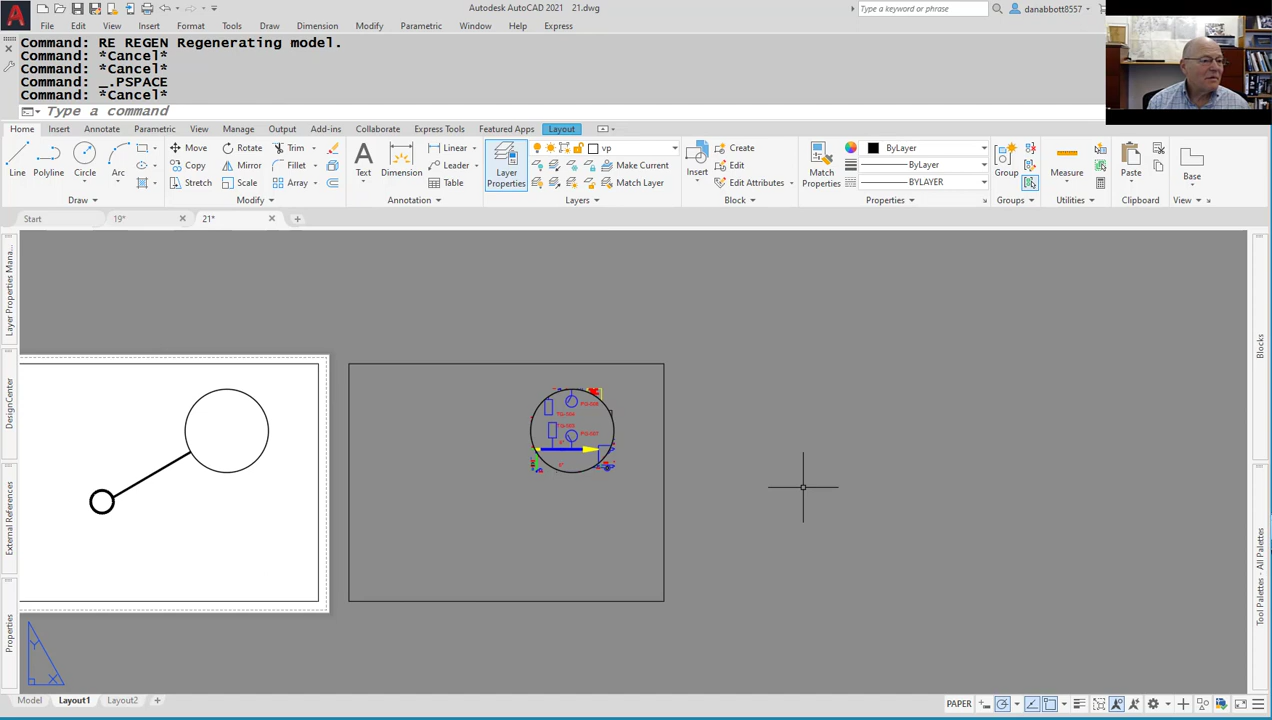 Autodesk AutoCAD 2021   21.dwg
Type a keyword or phrase
danabbott8557
File Edit View Insert Format Tools Draw Dimension Modify Parametric Window Help Express
Command: RE REGEN Regenerating model.
Command: *Cancel*
Command: *Cancel*
Command: _.PSPACE
Command: *Cancel*
Type a command
Home Insert Annotate Parametric View Manage Output Add-ins Collaborate Express Tools Featured Apps Layout
Line Polyline Circle Arc
Move Rotate Trim
Copy Mirror Fillet
Stretch Scale Array
Text Dimension
Linear
Leader
Table
Layer Properties
vp
Make Current
Match Layer
Insert
Create
Edit
Edit Attributes
Match Properties
ByLayer
ByLayer
BYLAYER
Group
Measure
Paste
Base
Draw Modify Annotation Layers Block Properties Groups Utilities Clipboard View
Start 19* 21*
Layer Properties Mana...
DesignCenter
External References
Properties
Blocks
Tool Palettes - All Palettes
Y
X
Model Layout1 Layout2
PAPER